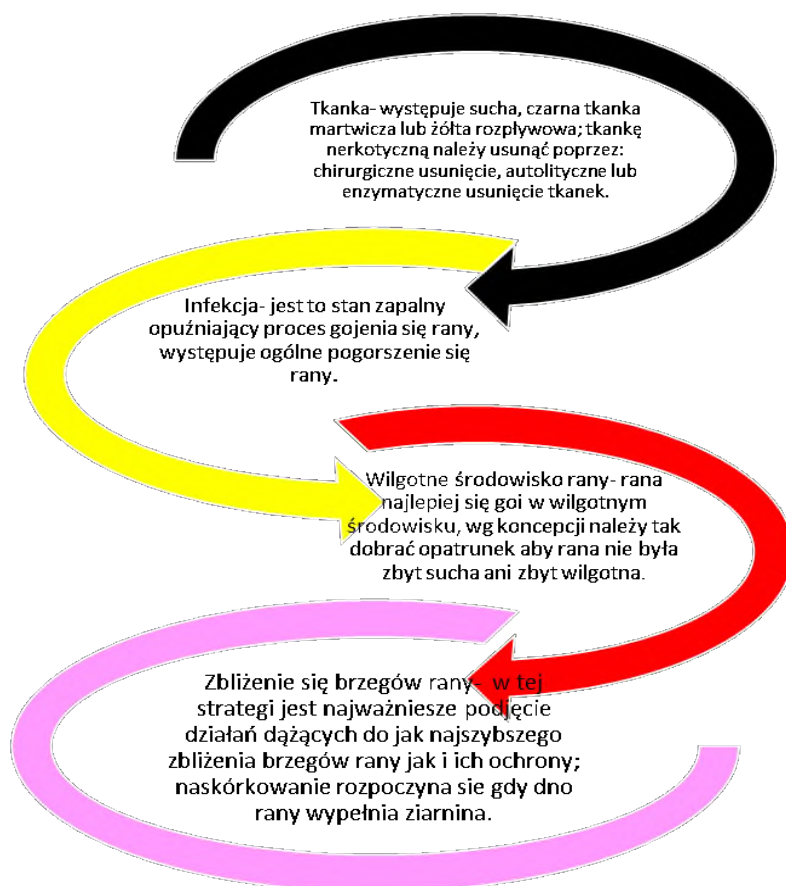 Tkanka- występuje sucha, czarna tkanka
martwicza lub żółta rozpływowa; tkankę
nerkotyczną należy usunąć poprzez:
chirurgiczne usunięcie, autolityczne lub
enzymatyczne usunięcie tkanek.
Infekcja- jest to stan zapalny
opuźniający proces gojenia się rany,
występuje ogólne pogorszenie się
rany.
Wilgotne środowisko rany- rana
najlepiej się goi w wilgotnym
środowisku, wg koncepcji należy tak
dobrać opatrunek aby rana nie była
zbyt sucha ani zbyt wilgotna.
Zbliżenie się brzegów rany- w tej
strategi jest najważniesze podjęcie
działań dążących do jak najszybszego
zbliżenia brzegów rany jak i ich ochrony;
naskórkowanie rozpoczyna sie gdy dno
rany wypełnia ziarnina.